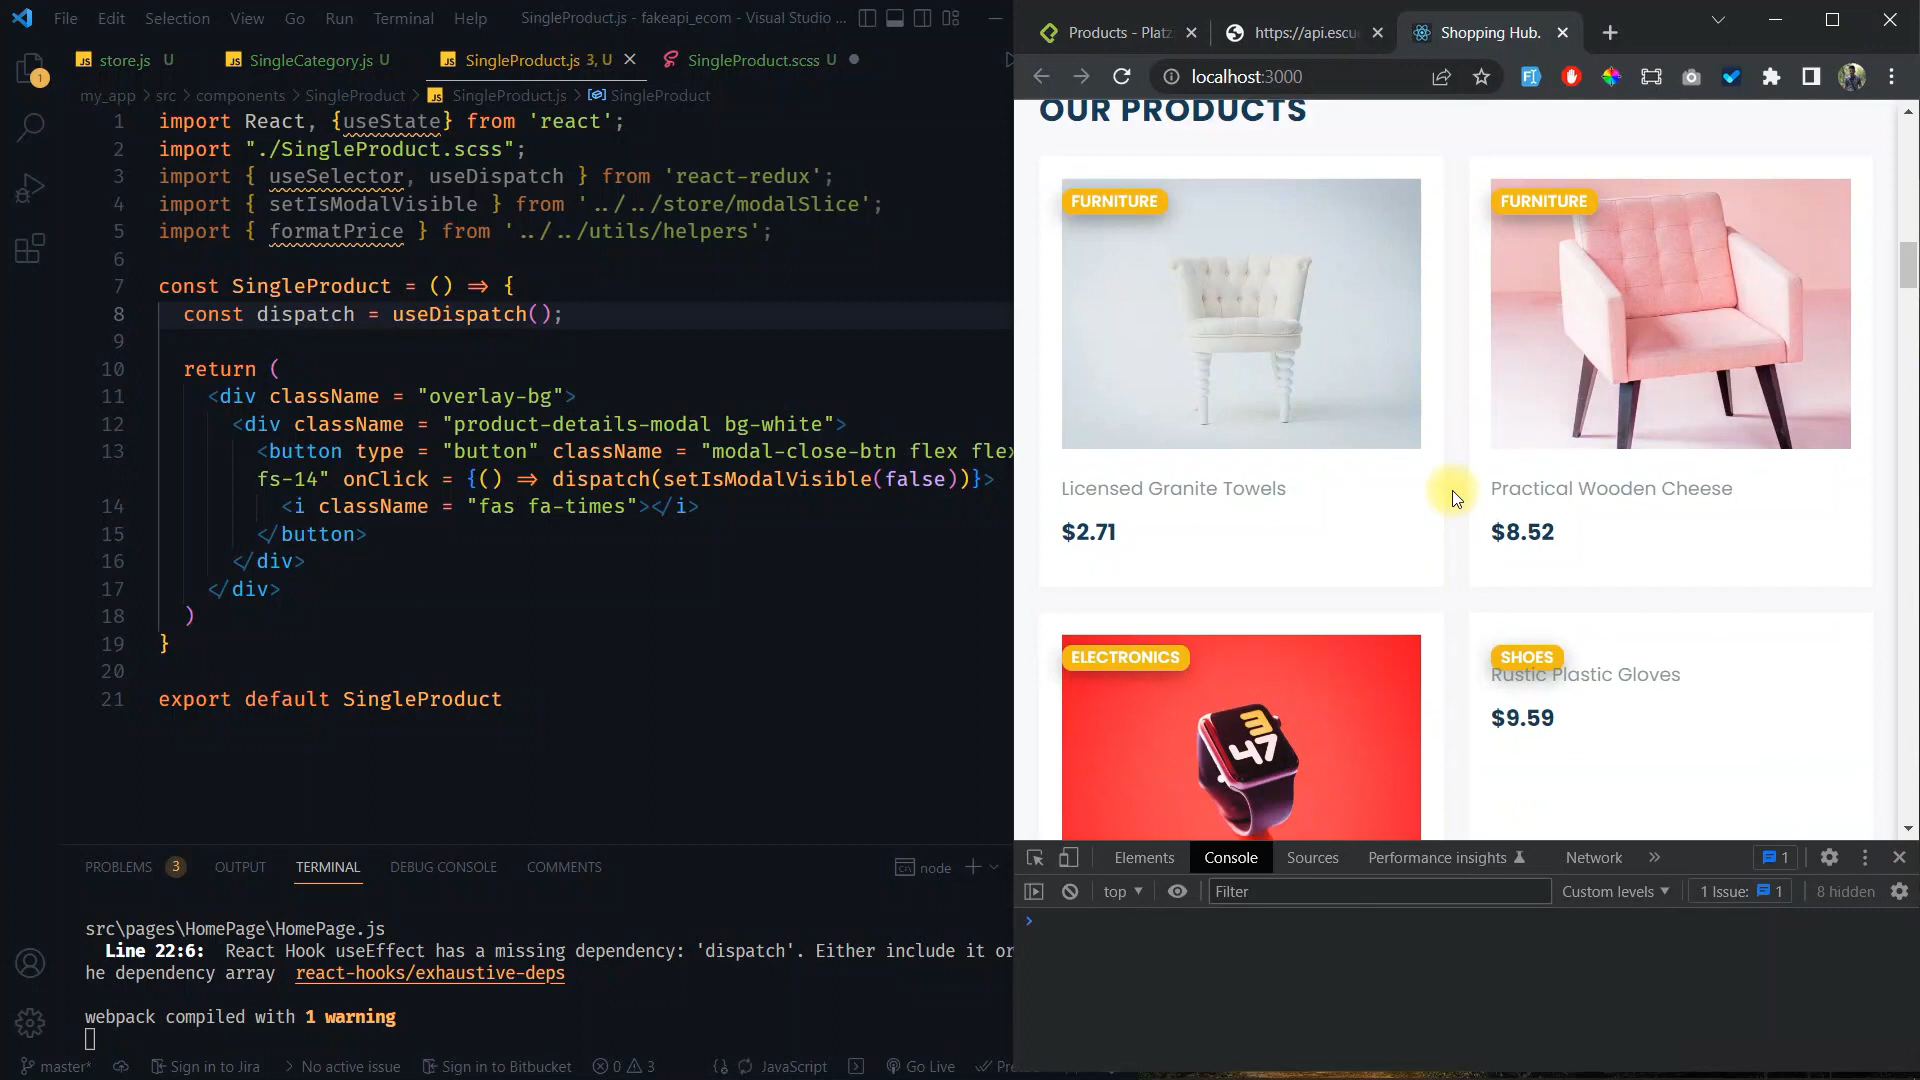 File Edit Selection View Go Run Terminal Help SingleProduct.js - fakeapi_ecom - Visual Studio ...
store.js U SingleCategory.js U SingleProduct.js 3, U SingleProduct.scss U
my_app > src > components > SingleProduct > SingleProduct.js > SingleProduct
1 import React, {useState} from 'react';
2 import "./SingleProduct.scss";
3 import { useSelector, useDispatch } from 'react-redux';
4 import { setIsModalVisible } from '../../store/modalSlice';
5 import { formatPrice } from '../../utils/helpers';
6
7 const SingleProduct = () => {
8 const dispatch = useDispatch();
9
10 return (
11 <div className = "overlay-bg">
12 <div className = "product-details-modal bg-white">
13 <button type = "button" className = "modal-close-btn flex
fs-14" onClick = {() => dispatch(setIsModalVisible(false))}>
14 <i className = "fas fa-times"></i>
15 </button>
16 </div>
17 </div>
18 )
19 }
20
21 export default SingleProduct
PROBLEMS 3 OUTPUT TERMINAL DEBUG CONSOLE COMMENTS node
src\pages\HomePage\HomePage.js
Line 22:6: React Hook useEffect has a missing dependency: 'dispatch'. Either include it or
he dependency array react-hooks/exhaustive-deps
webpack compiled with 1 warning
master* Sign in to Jira No active issue Sign in to Bitbucket 0 3 JavaScript Go Live
Products - Platz https://api.escu Shopping Hub.
localhost:3000
OUR PRODUCTS
FURNITURE
Licensed Granite Towels
$2.71
FURNITURE
Practical Wooden Cheese
$8.52
ELECTRONICS
47
SHOES
Rustic Plastic Gloves
$9.59
Elements Console Sources Performance insights Network » 1
top Filter Custom levels 1 Issue: 1 8 hidden